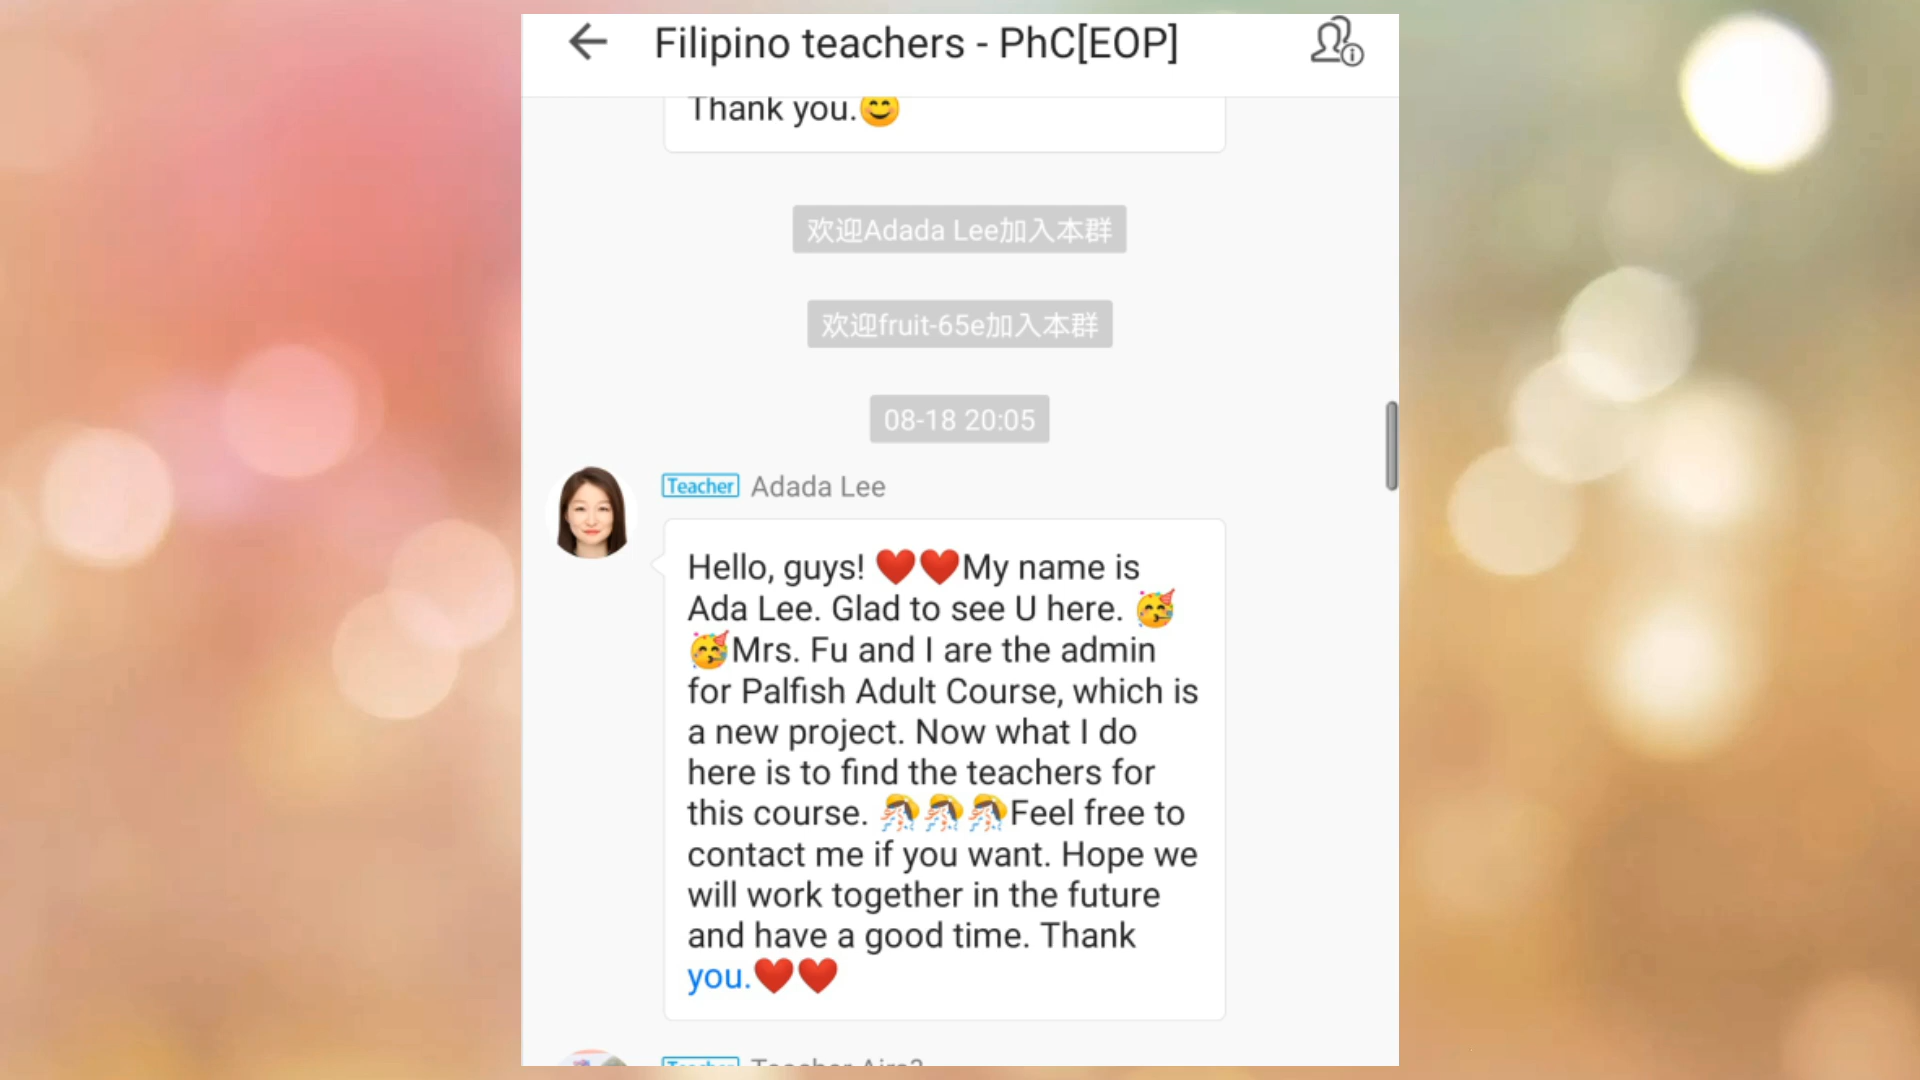 Filipino teachers - PhC[EOP]
Thank you.😊
欢迎Adada Lee加入本群
欢迎fruit-65e加入本群
08-18 20:05
Teacher Adada Lee
Hello, guys! ❤️❤️My name is
Ada Lee. Glad to see U here. 🥳
🥳Mrs. Fu and I are the admin
for Palfish Adult Course, which is
a new project. Now what I do
here is to find the teachers for
this course. 🎊🎊🎊Feel free to
contact me if you want. Hope we
will work together in the future
and have a good time. Thank
you.❤️❤️
Teacher